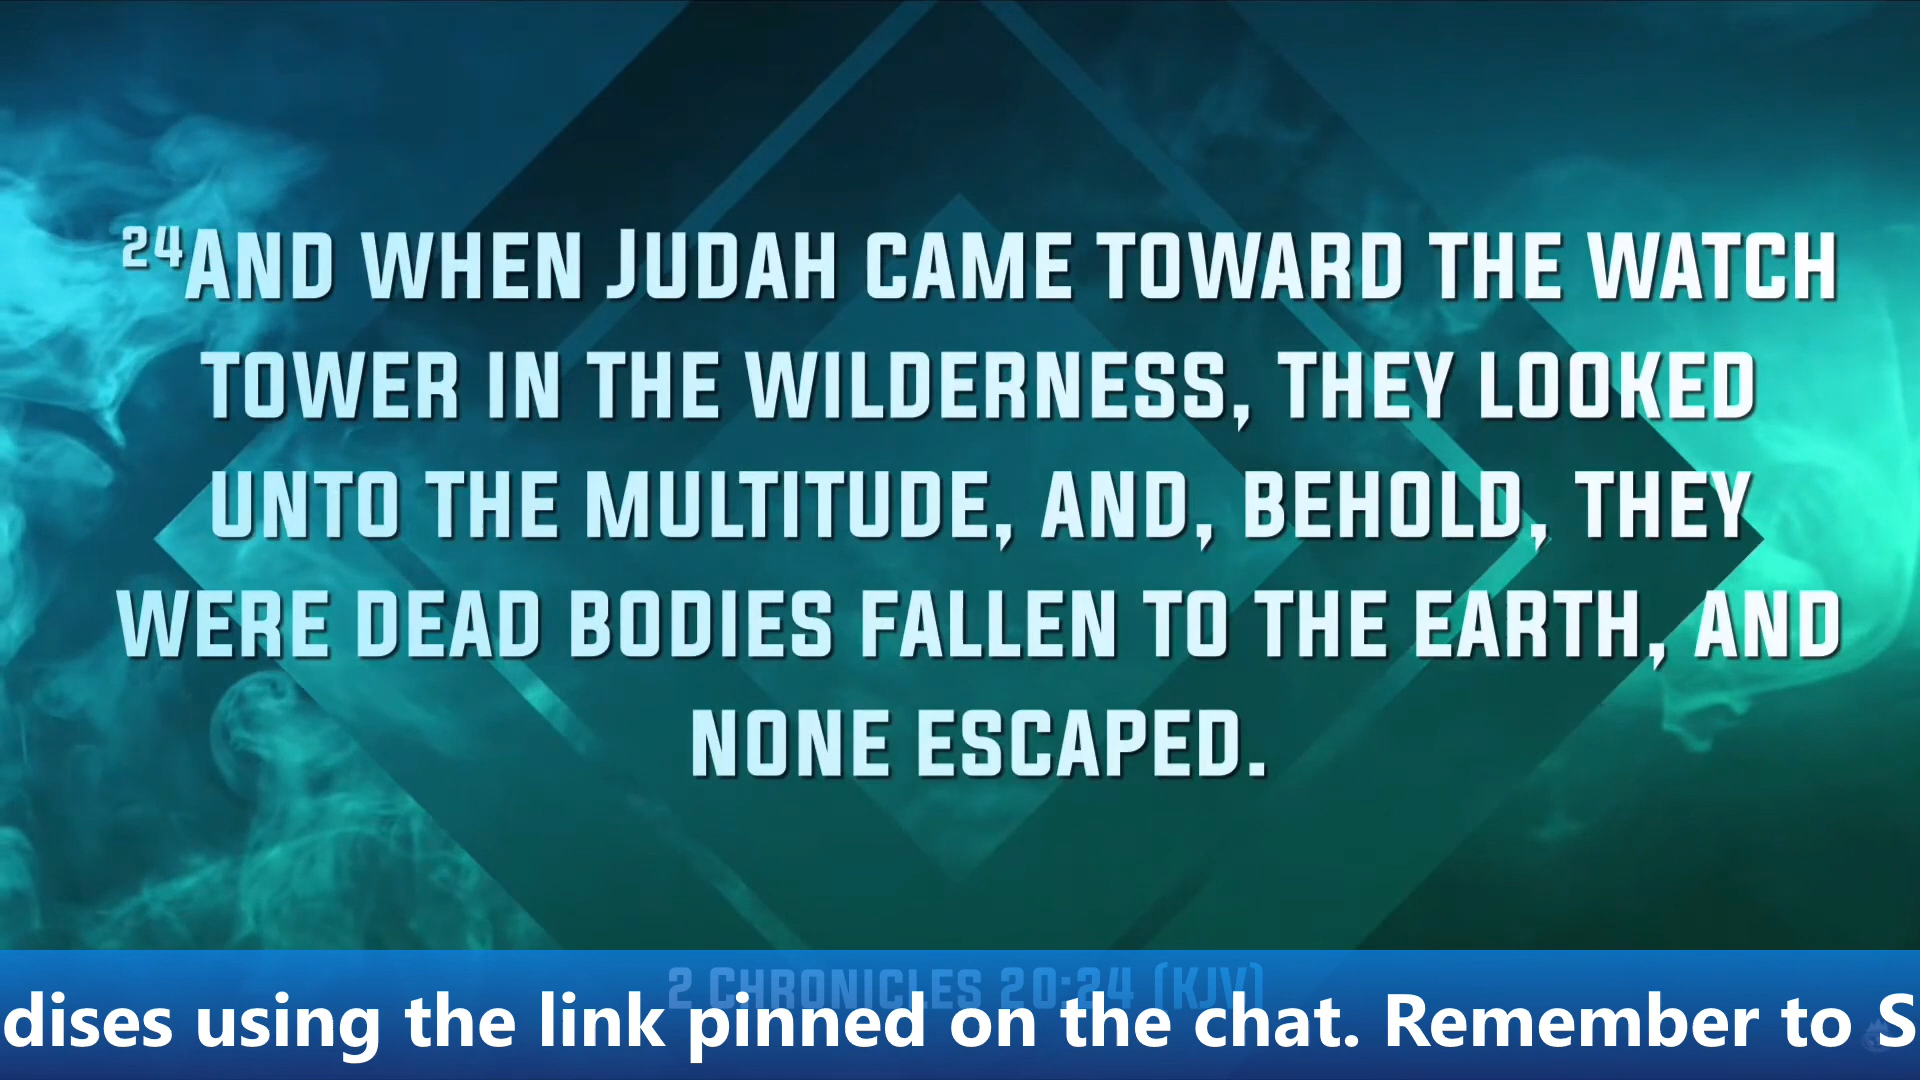 24And when Judah came toward the watch
tower in the wilderness, they looked
unto the multitude, and, behold, they
were dead bodies fallen to the earth, and
none escaped.
2 Chronicles 20:24 (KJV)
dises using the link pinned on the chat. Remember to S